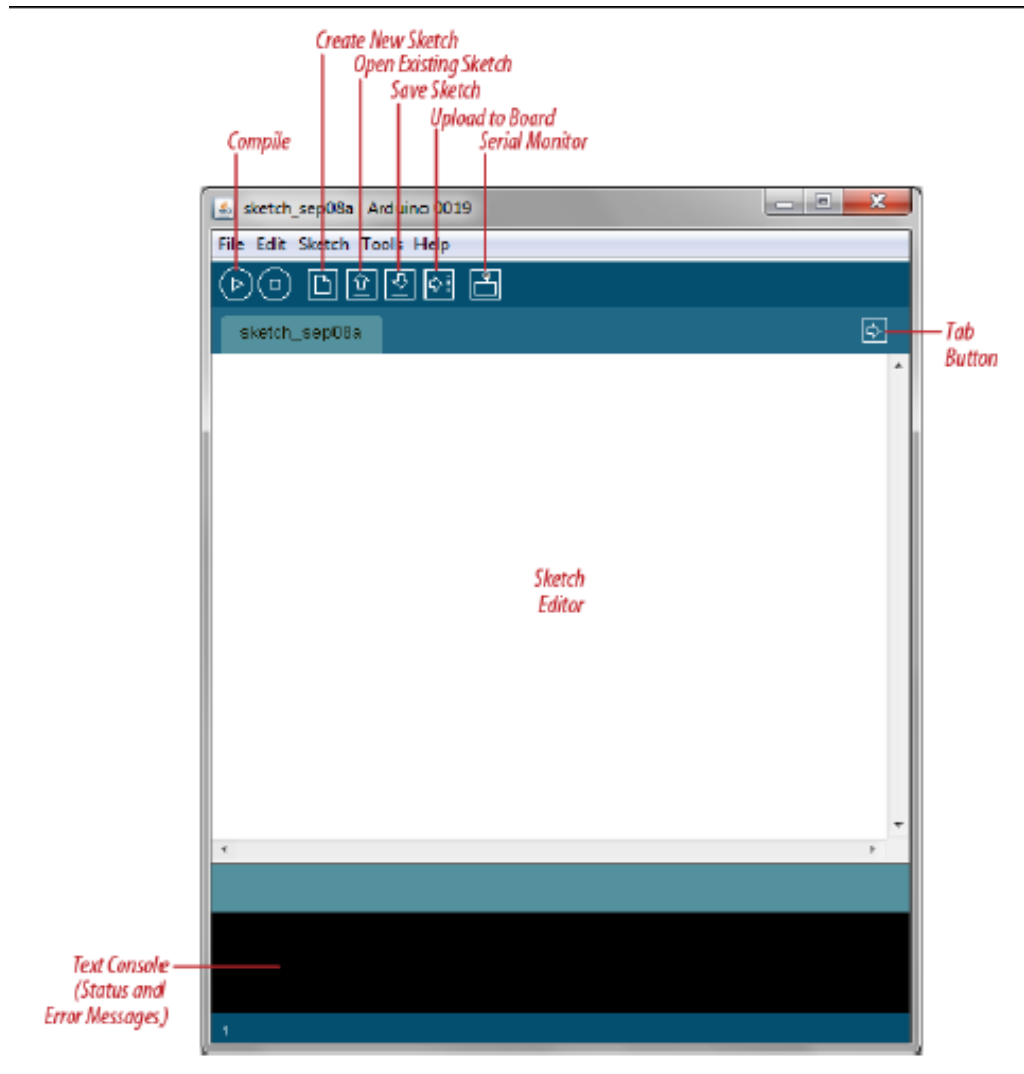 Create New Sketch
Open Existing Sketch
Save Sketch
Upload to Board
Serial Monitor
Compile
sketch_sep08a | Arduino 0019
File Edit Sketch Tools Help
sketch_sep08a
Tab
Button
Sketch
Editor
Text Console
(Status and
Error Messages)
1